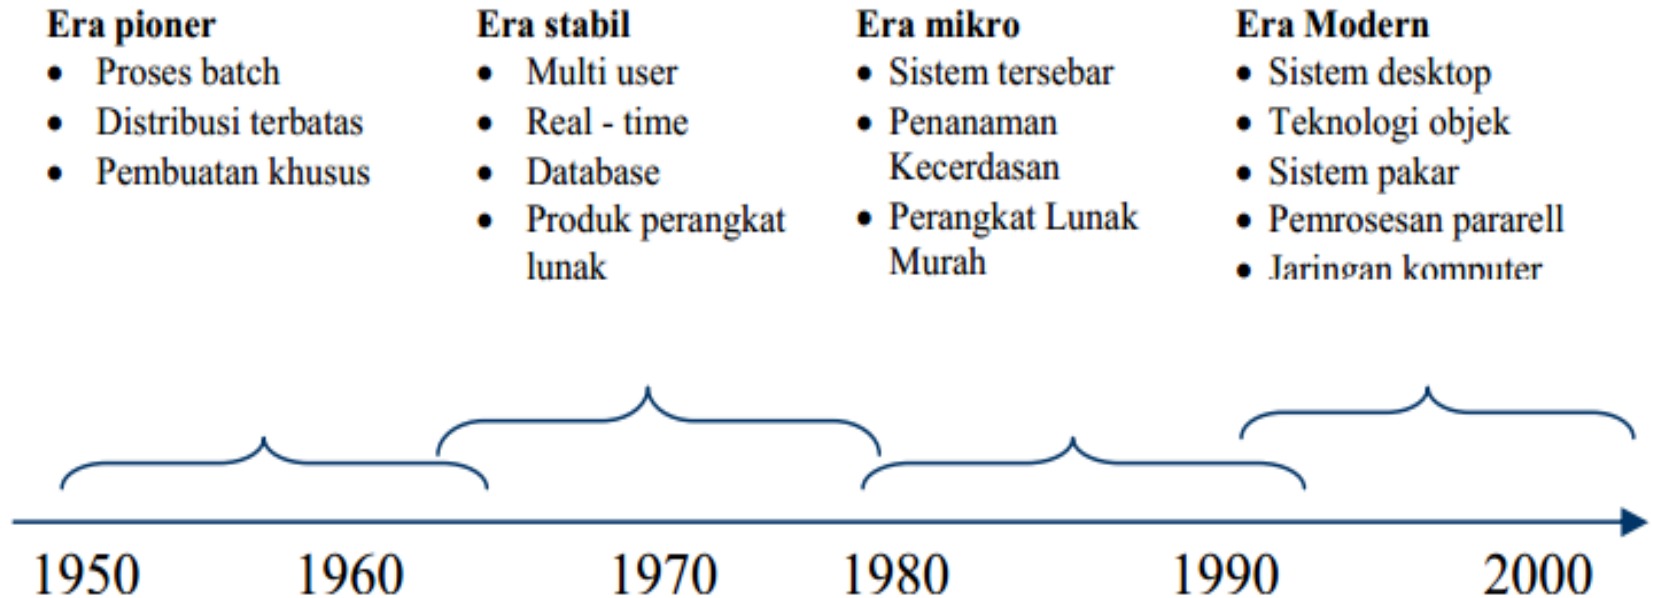 Era pioner
• Proses batch
• Distribusi terbatas
• Pembuatan khusus
Era stabil
• Multi user
• Real - time
• Database
• Produk perangkat
lunak
Era mikro
• Sistem tersebar
• Penanaman
Kecerdasan
• Perangkat Lunak
Murah
Era Modern
• Sistem desktop
• Teknologi objek
• Sistem pakar
• Pemrosesan pararell
• Jaringan komputer
1950 1960 1970 1980 1990 2000